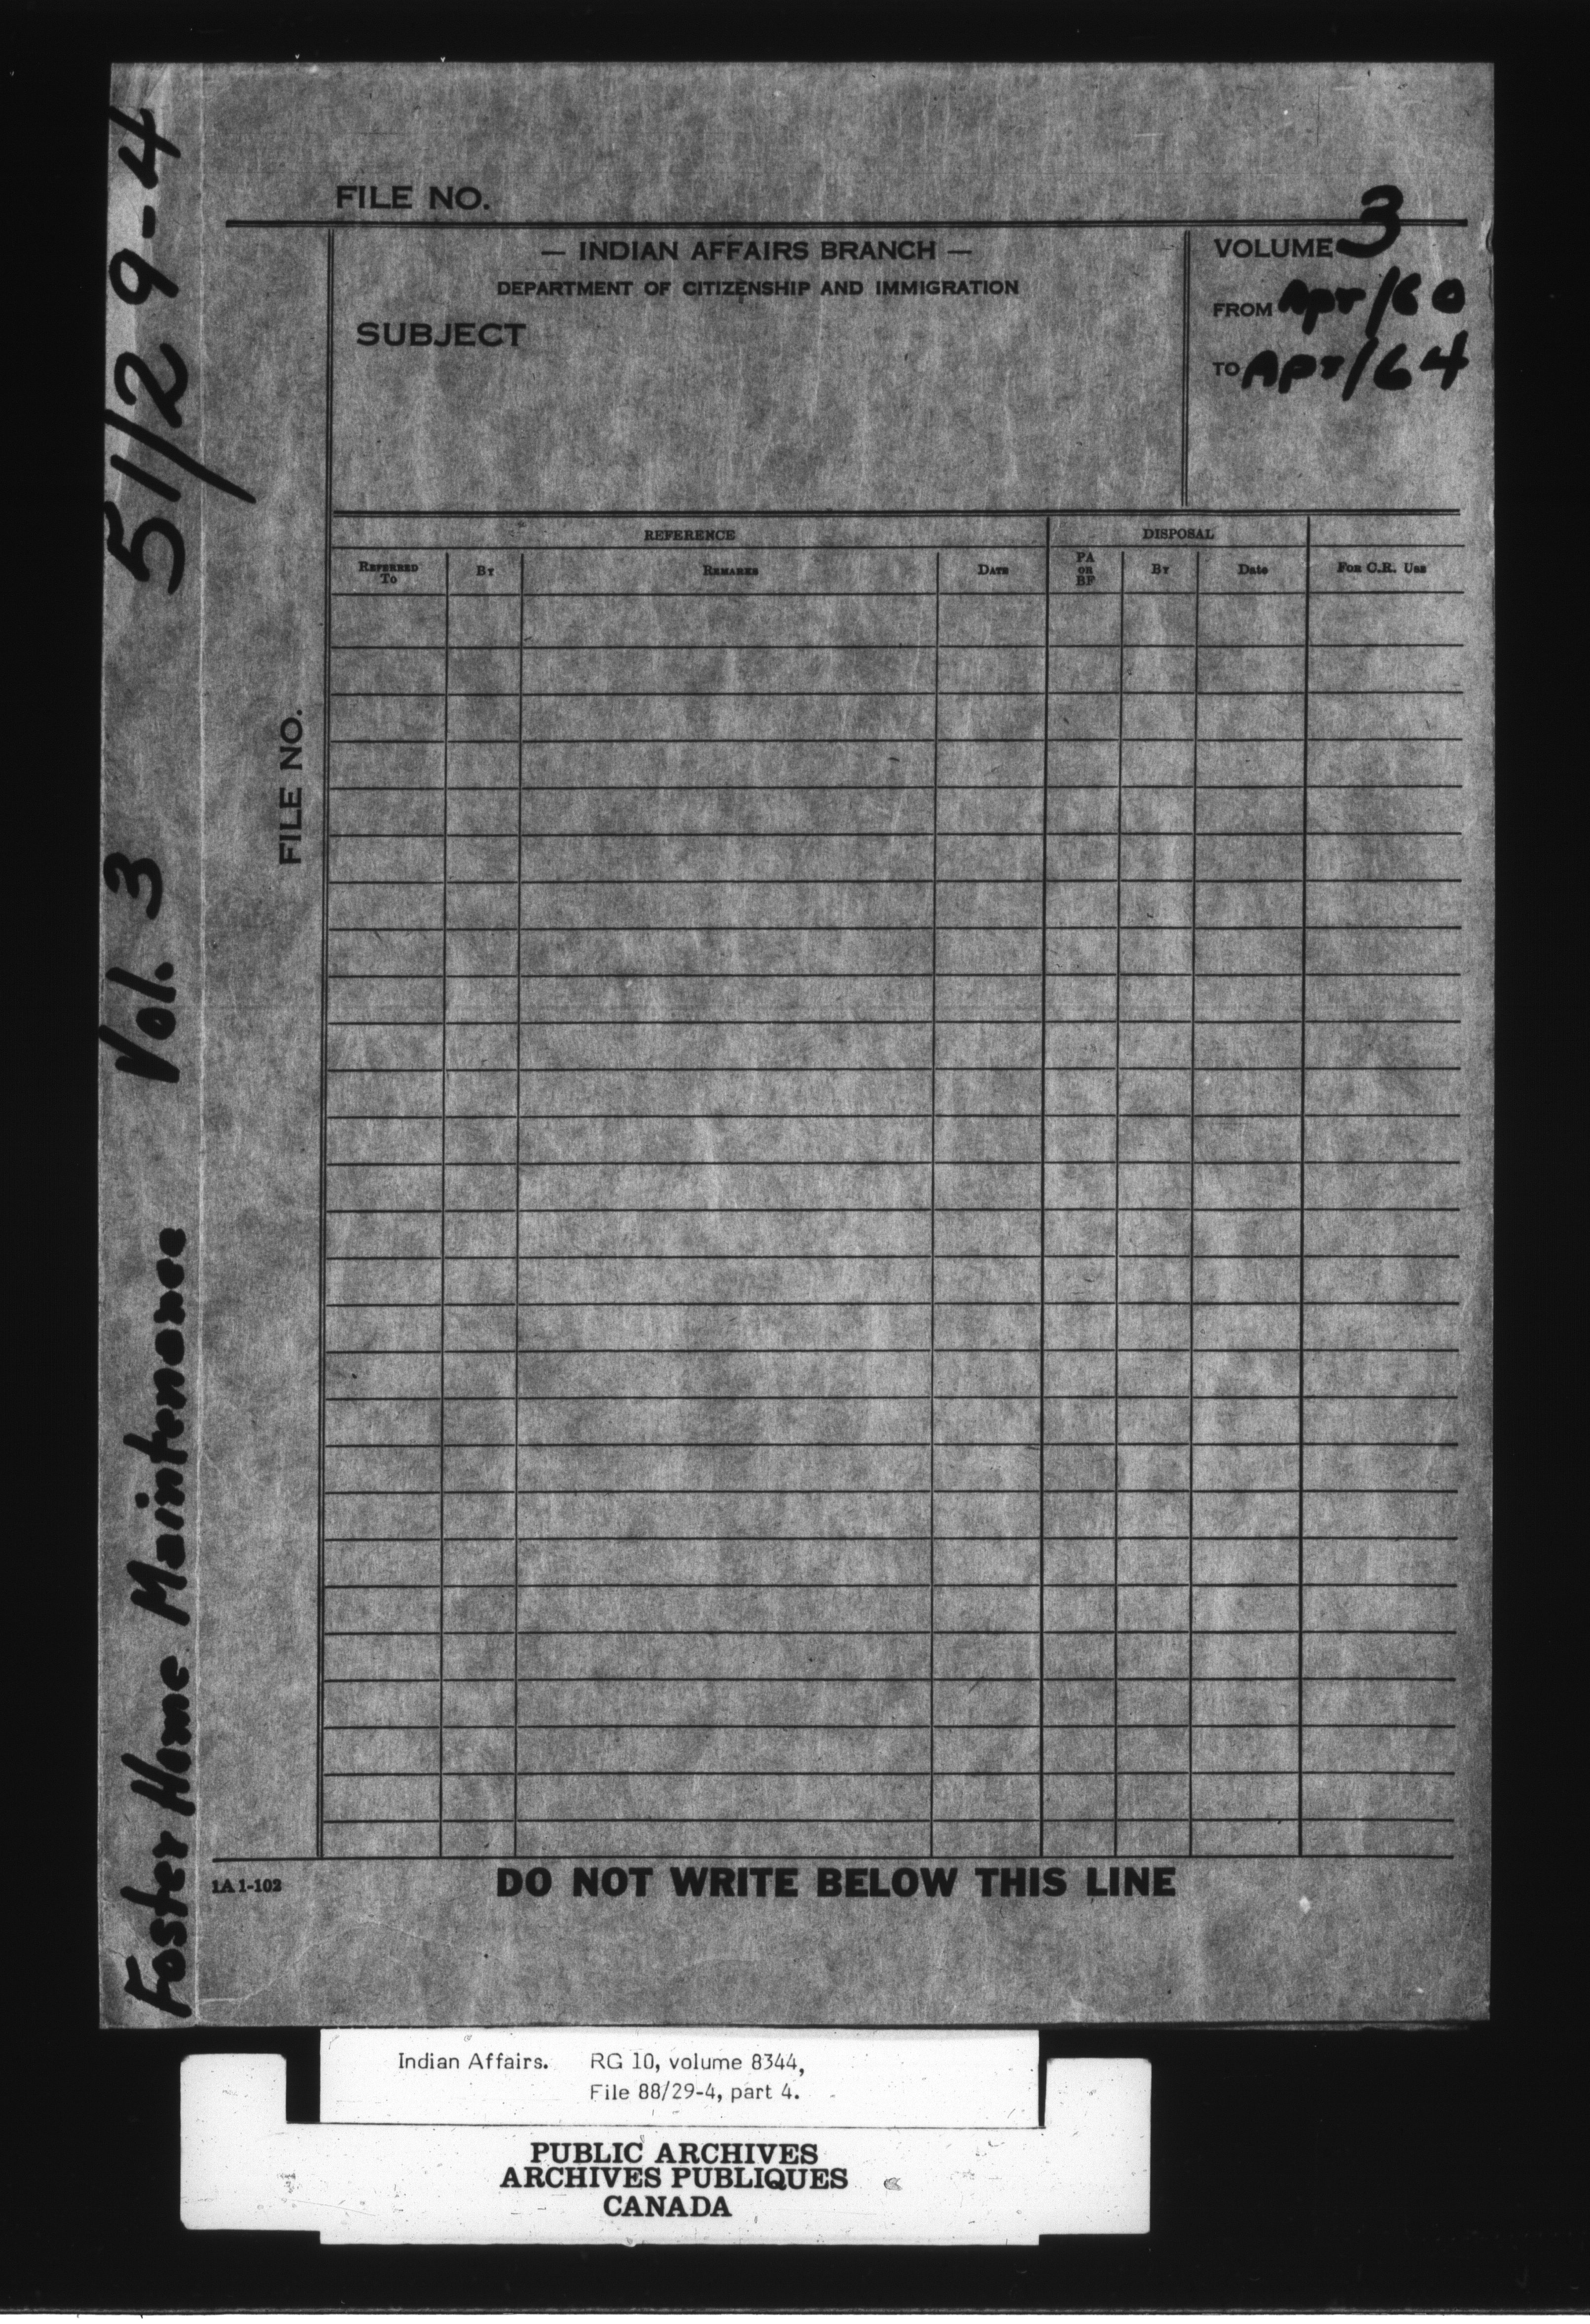 51/29-4
Vol. 3
Foster Home Maintenance
FILE NO.
— INDIAN AFFAIRS BRANCH —
DEPARTMENT OF CITIZENSHIP AND IMMIGRATION
SUBJECT
VOLUME 3
FROM Apr/60
TO Apr/64
FILE NO.
REFERENCE
DISPOSAL
REFERRED TO
BY
REMARKS
DATE
PA OR BF
BY
Date
FOR C.R. USE
1A 1-102
DO NOT WRITE BELOW THIS LINE
Indian Affairs. RG 10, volume 8344,
File 88/29-4, part 4.
PUBLIC ARCHIVES
ARCHIVES PUBLIQUES
CANADA